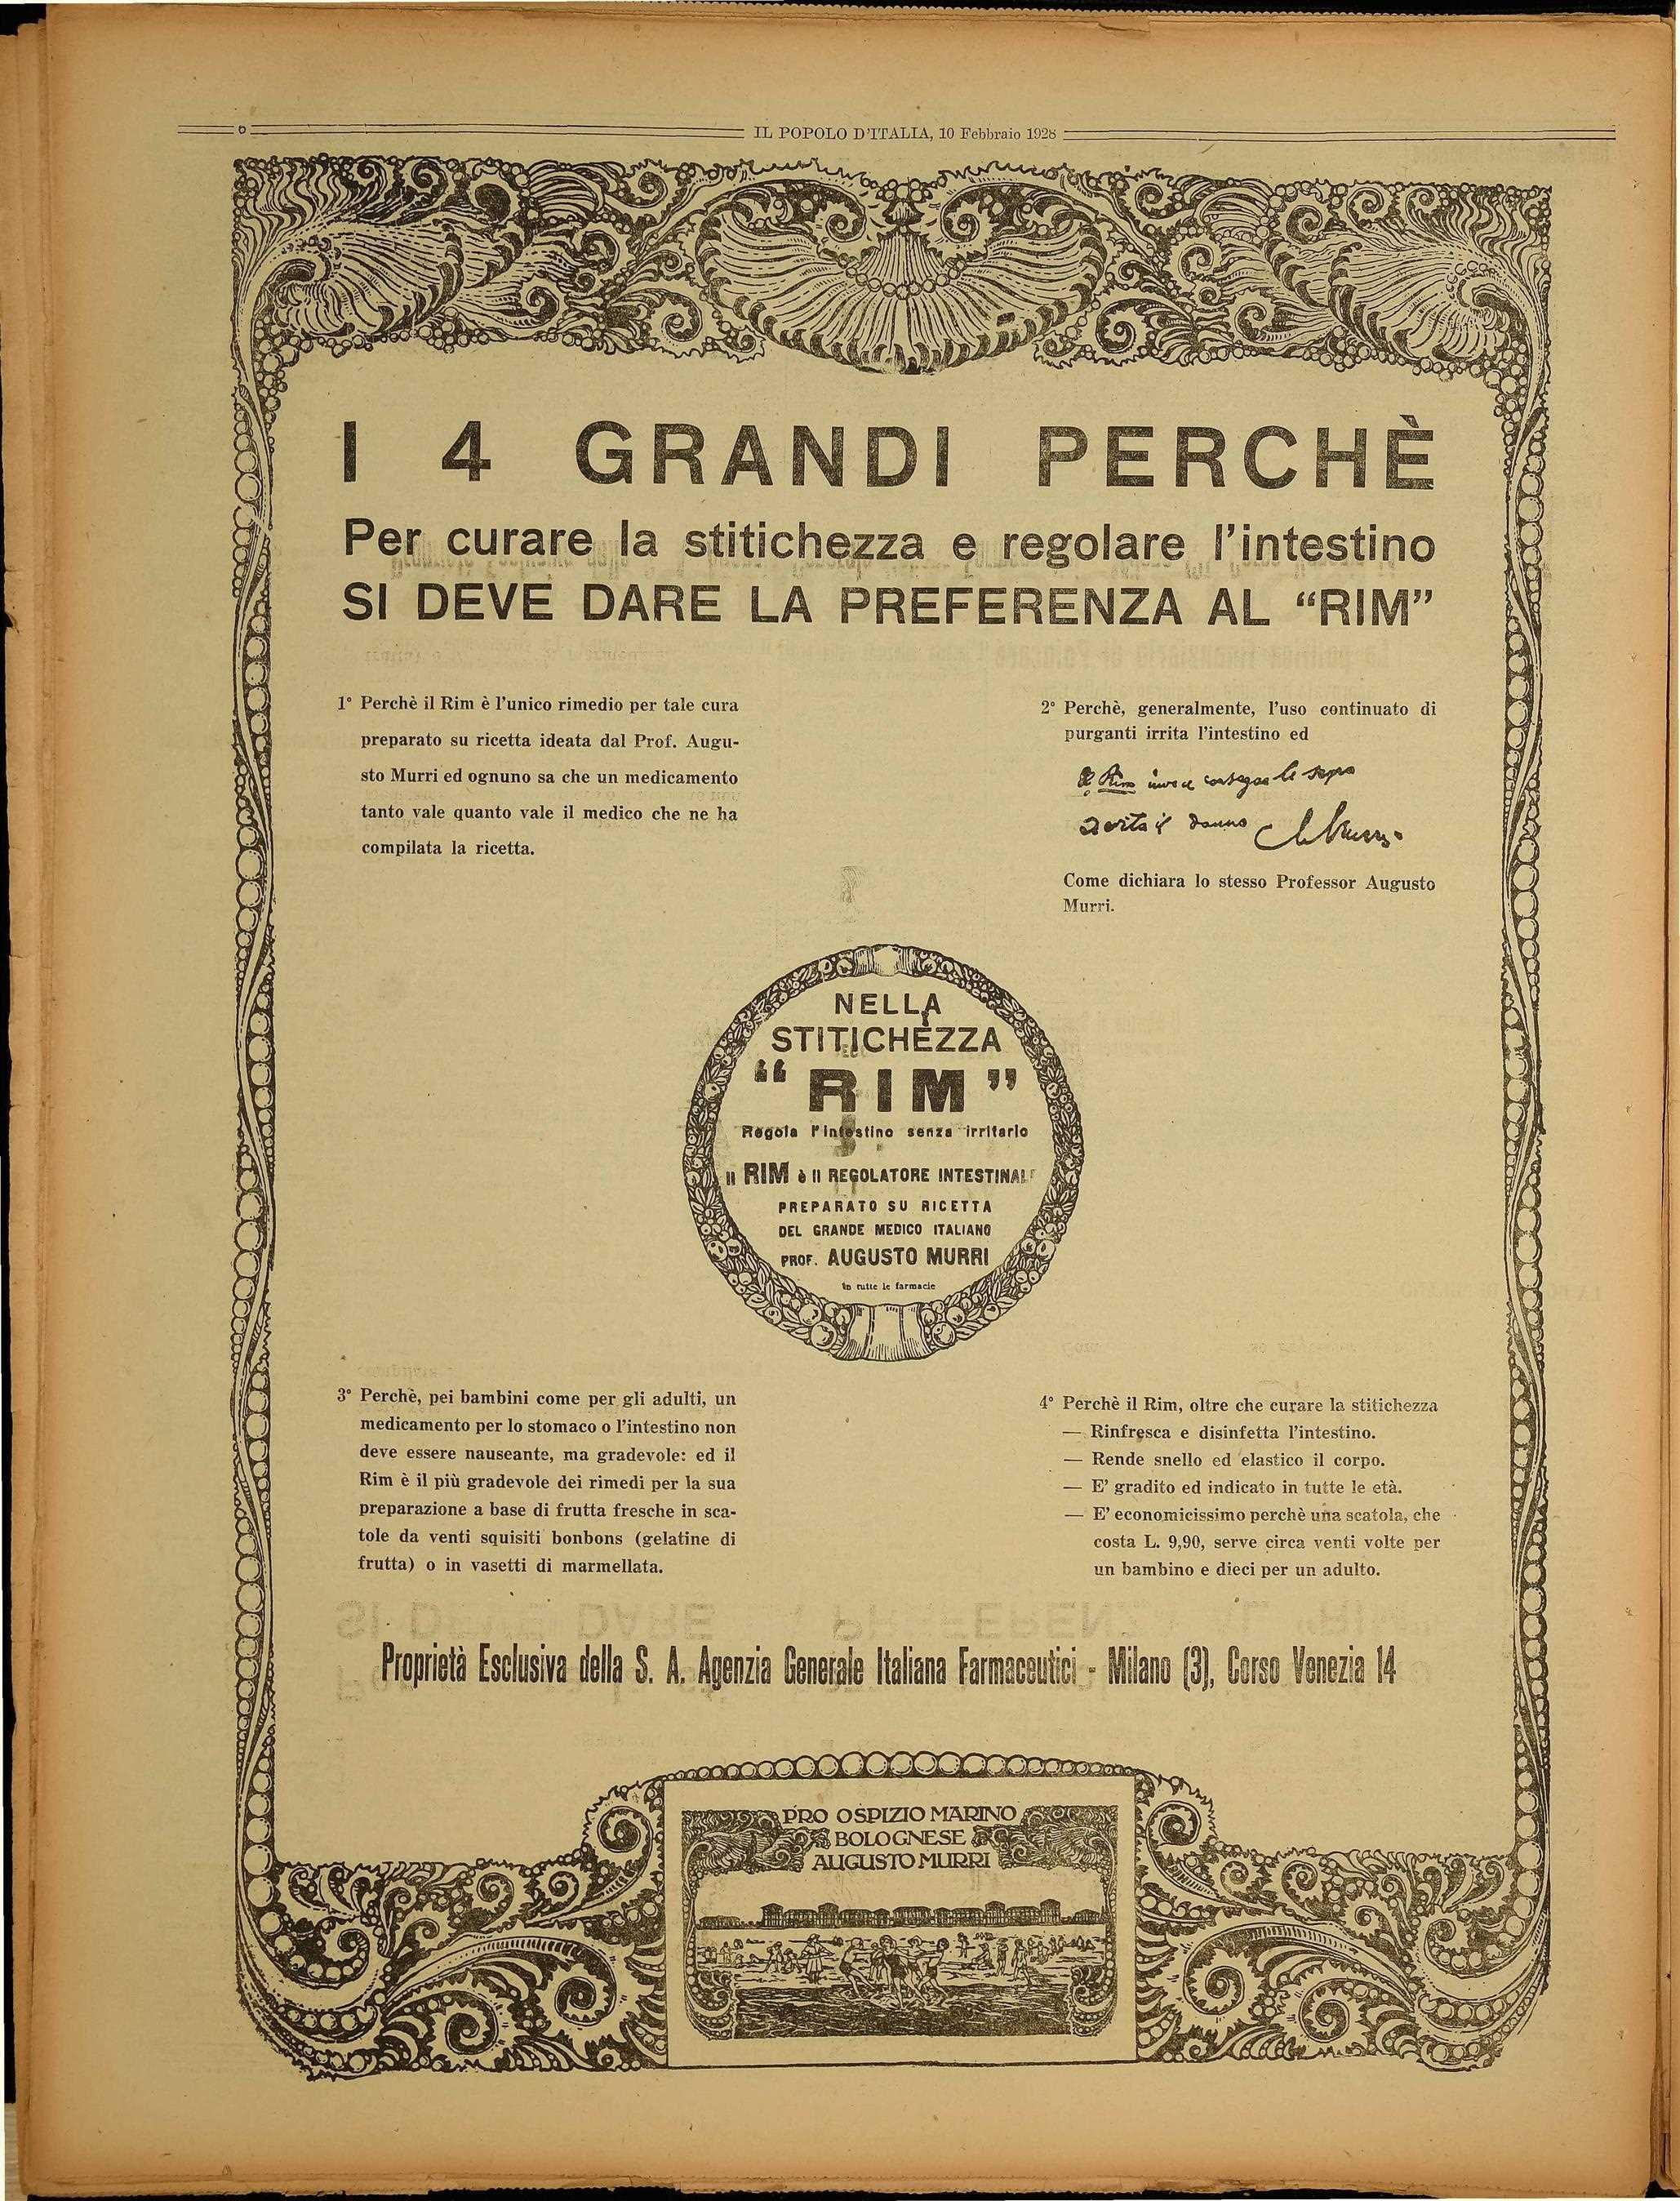 IL POPOLO D'ITALIA, 10 Febbraio 1928
I 4 GRANDI PERCHÈ
Per curare la stitichezza e regolare l'intestino
SI DEVE DARE LA PREFERENZA AL “RIM”
1º Perchè il Rim è l'unico rimedio per tale cura
preparato su ricetta ideata dal Prof. Augu-
sto Murri ed ognuno sa che un medicamento
tanto vale quanto vale il medico che ne ha
compilata la ricetta.
2º Perchè, generalmente, l'uso continuato di
purganti irrita l'intestino ed
il Rim invece
il danno
Come dichiara lo stesso Professor Augusto
Murri.
NELLA
STITICHEZZA
“RIM”
Regola l'intestino senza irritarlo
Il RIM è il REGOLATORE INTESTINALE
PREPARATO SU RICETTA
DEL GRANDE MEDICO ITALIANO
PROF. AUGUSTO MURRI
In tutte le farmacie
3º Perchè, pei bambini come per gli adulti, un
medicamento per lo stomaco o l'intestino non
deve essere nauseante, ma gradevole: ed il
Rim è il più gradevole dei rimedi per la sua
preparazione a base di frutta fresche in sca-
tole da venti squisiti bonbons (gelatine di
frutta) o in vasetti di marmellata.
4º Perchè il Rim, oltre che curare la stitichezza
— Rinfresca e disinfetta l'intestino.
— Rende snello ed elastico il corpo.
— E' gradito ed indicato in tutte le età.
— E' economicissimo perchè una scatola, che
costa L. 9,90, serve circa venti volte per
un bambino e dieci per un adulto.
Proprietà Esclusiva della S. A. Agenzia Generale Italiana Farmaceutici - Milano (3), Corso Venezia 14
PRO OSPIZIO MARINO
BOLOGNESE
AUGUSTO MURRI